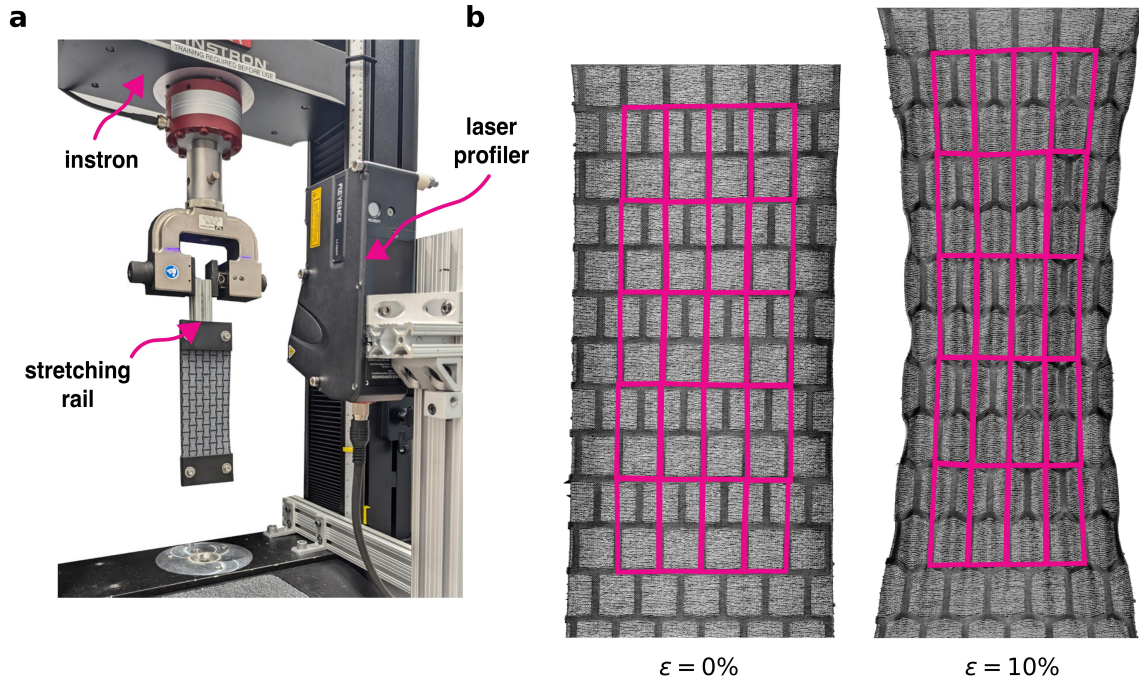 a
b
INSTRON
TRAINING REQUIRED BEFORE USE
instron
laser
profiler
KEYENCE
stretching
rail
ε = 0%
ε = 10%